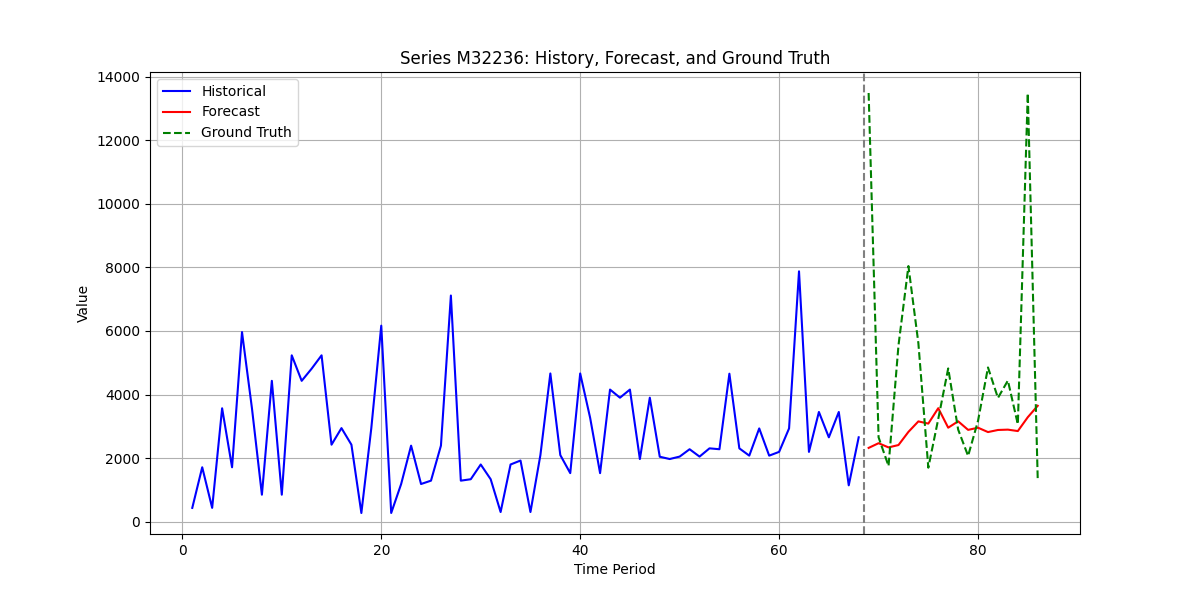 Series M32236: History, Forecast, and Ground Truth
14000
12000
10000
8000
6000
4000
2000
0
Value
Historical
Forecast
Ground Truth
0
20
40
60
80
Time Period